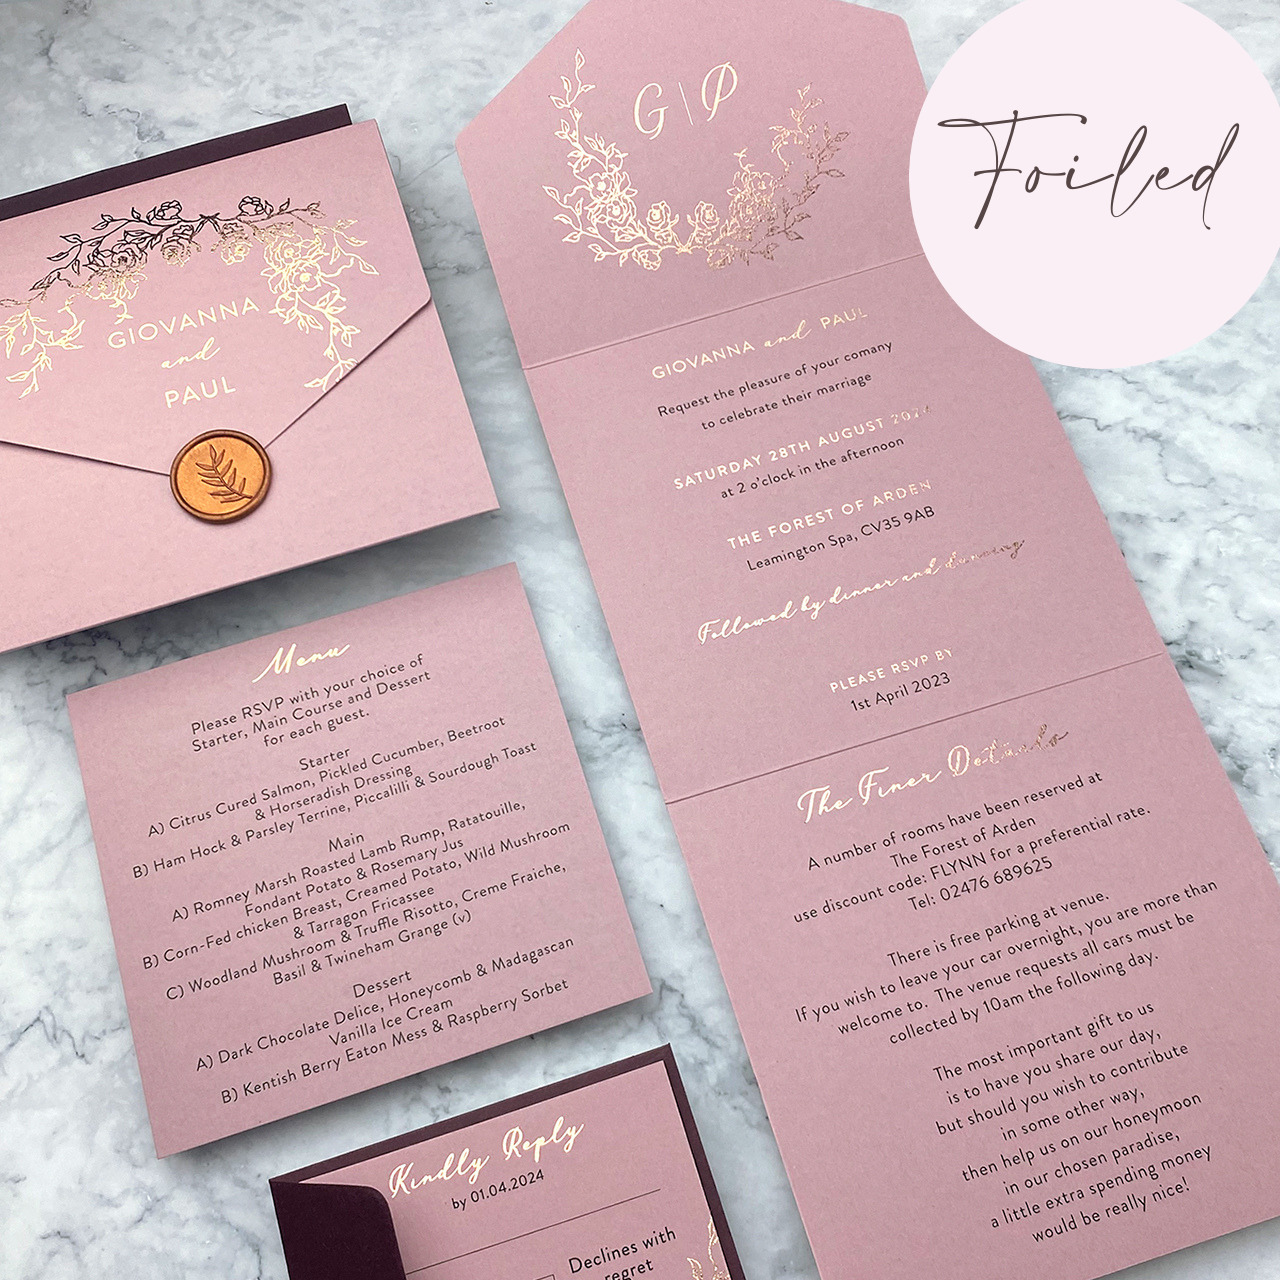 Foiled
GIOVANNA
and
PAUL
G | P
GIOVANNA and PAUL
Request the pleasure of your comany
to celebrate their marriage
SATURDAY 28TH AUGUST
at 2 o'clock in the afternoon
THE FOREST OF ARDEN
Leamington Spa, CV35 9AB
Followed by dinner and dancing
PLEASE RSVP BY
1st April 2023
The Finer Details
A number of rooms have been reserved at
The Forest of Arden
use discount code: FLYNN for a preferential rate.
Tel: 02476 689625
There is free parking at venue.
If you wish to leave your car overnight, you are more than
welcome to. The venue requests all cars must be
collected by 10am the following day.
The most important gift to us
is to have you share our day,
but should you wish to contribute
in some other way,
then help us on our honeymoon
in our chosen paradise,
a little extra spending money
would be really nice!
Menu
Please RSVP with your choice of
Starter, Main Course and Dessert
for each guest.
Starter
A) Citrus Cured Salmon, Pickled Cucumber, Beetroot
& Horseradish Dressing
B) Ham Hock & Parsley Terrine, Piccalilli & Sourdough Toast
Main
A) Romney Marsh Roasted Lamb Rump, Ratatouille,
Fondant Potato & Rosemary Jus
B) Corn-Fed chicken Breast, Creamed Potato, Wild Mushroom
& Tarragon Fricassee
C) Woodland Mushroom & Truffle Risotto, Creme Fraiche,
Basil & Twineham Grange (v)
Dessert
A) Dark Chocolate Delice, Honeycomb & Madagascan
Vanilla Ice Cream
B) Kentish Berry Eaton Mess & Raspberry Sorbet
Kindly Reply
by 01.04.2024
Declines with
regret